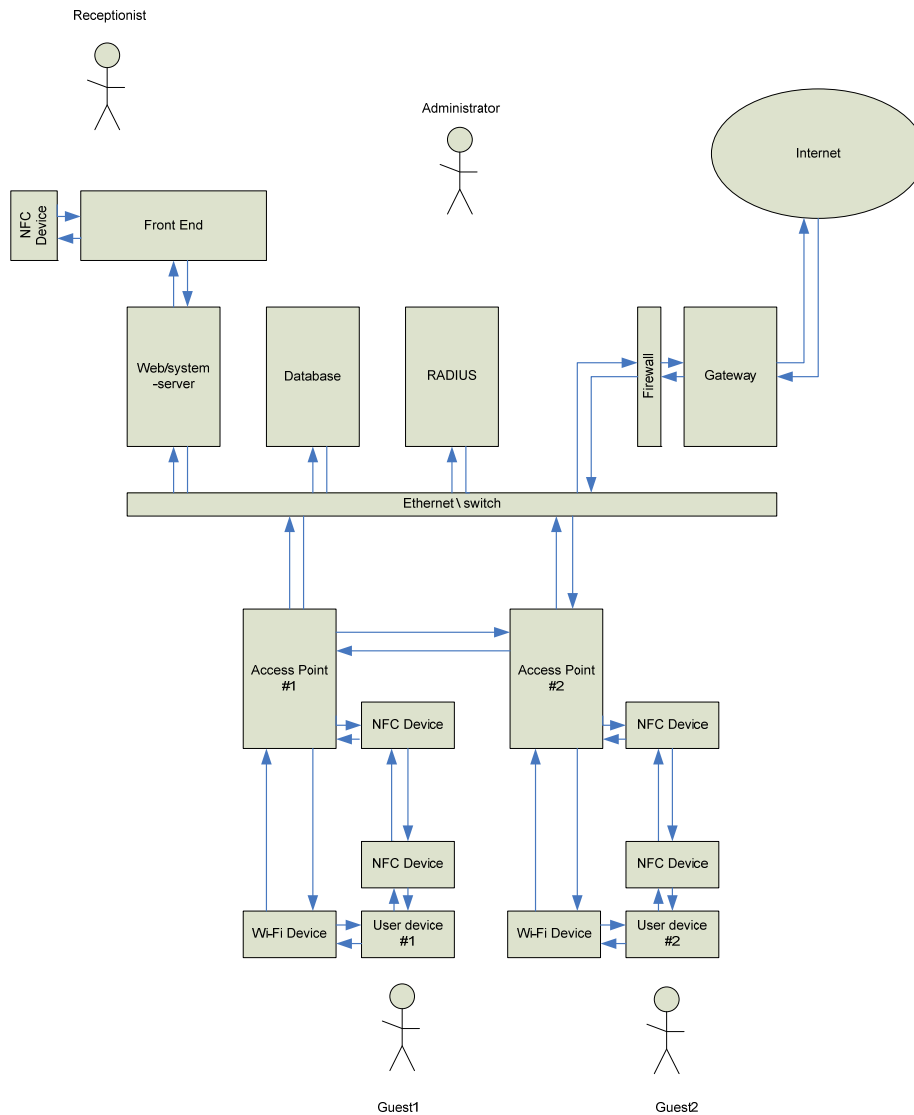 Receptionist
Administrator
Internet
NFC
Device
Front End
Web/system
-server
Database
RADIUS
Firewall
Gateway
Ethernet \ switch
Access Point
#1
Access Point
#2
NFC Device
NFC Device
NFC Device
NFC Device
Wi-Fi Device
User device
#1
Wi-Fi Device
User device
#2
Guest1
Guest2